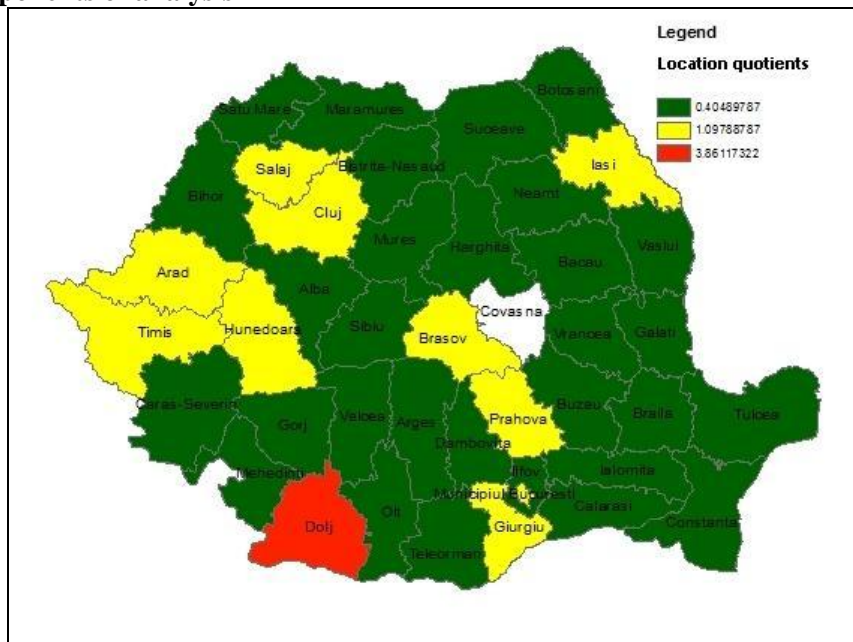 Legend
Location quotients
0.40489787
1.09788787
3.86117322
Botosani
Satu Mare
Maramures
Suceave
Iasi
Salaj
Bistrita-Nasaud
Bihor
Neamt
Cluj
Mures
Harghita
Bacau
Vaslui
Arad
Alba
Covasna
Timis
Hunedoara
Sibiu
Brasov
Vrancea
Galati
Caras-Severin
Gorj
Valcea
Arges
Prahova
Buzau
Braila
Tulcea
Dambovita
Mehedinti
Ilfov
Ialomita
Municipiul Bucuresti
Calarasi
Dolj
Olt
Giurgiu
Constanta
Teleorman